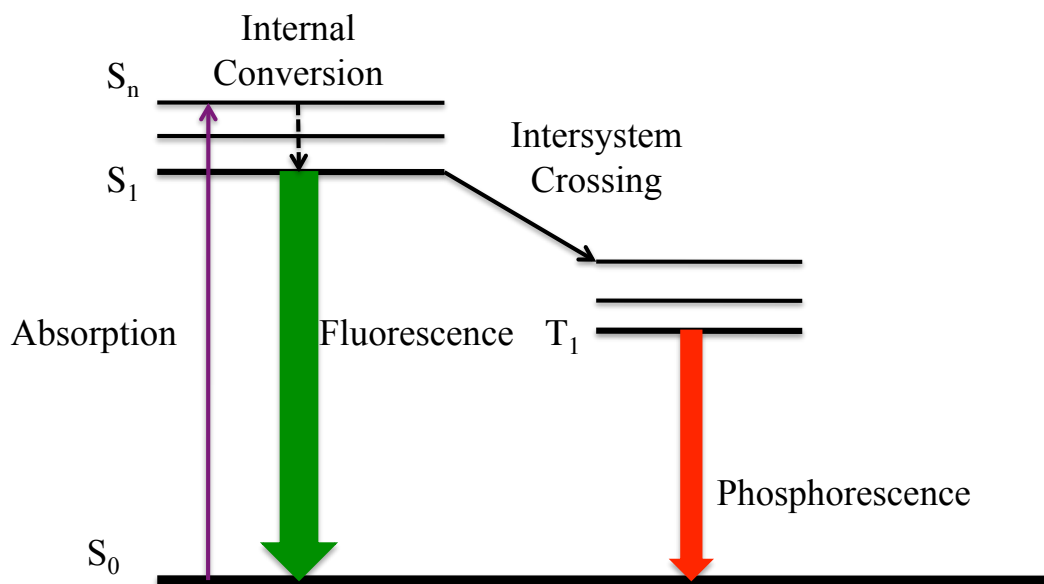 Internal
Conversion
Sn
S1
Intersystem
Crossing
Absorption
Fluorescence
T1
Phosphorescence
S0